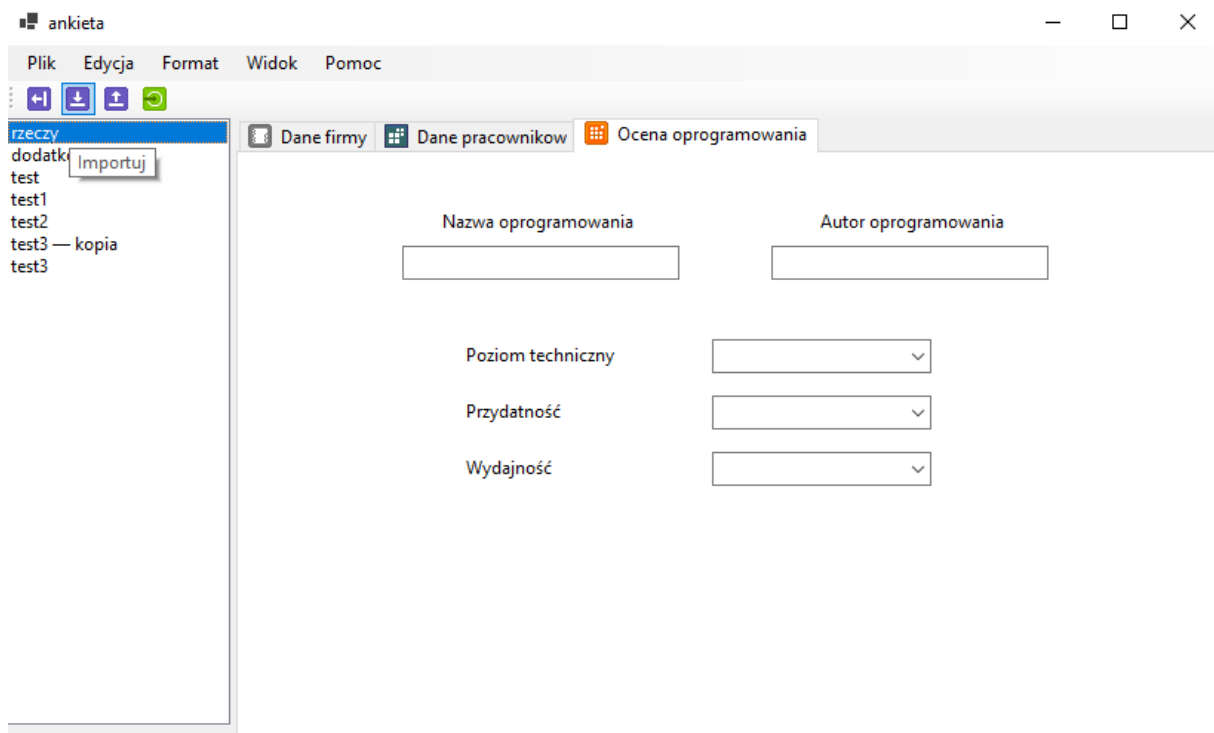 ankieta
Plik Edycja Format Widok Pomoc
rzeczy
Importuj
test
test1
test2
test3 — kopia
test3
Dane firmy Dane pracownikow Ocena oprogramowania
Nazwa oprogramowania Autor oprogramowania
Poziom techniczny
Przydatność
Wydajność